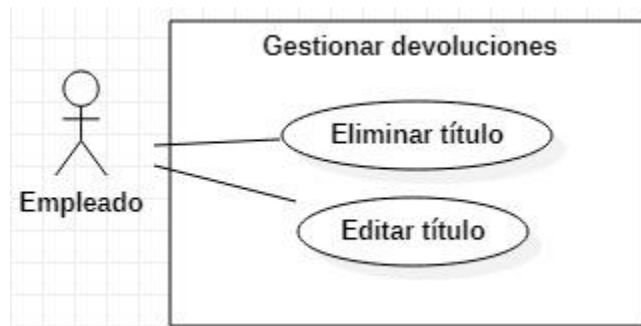 Gestionar devoluciones
Eliminar título
Empleado
Editar título